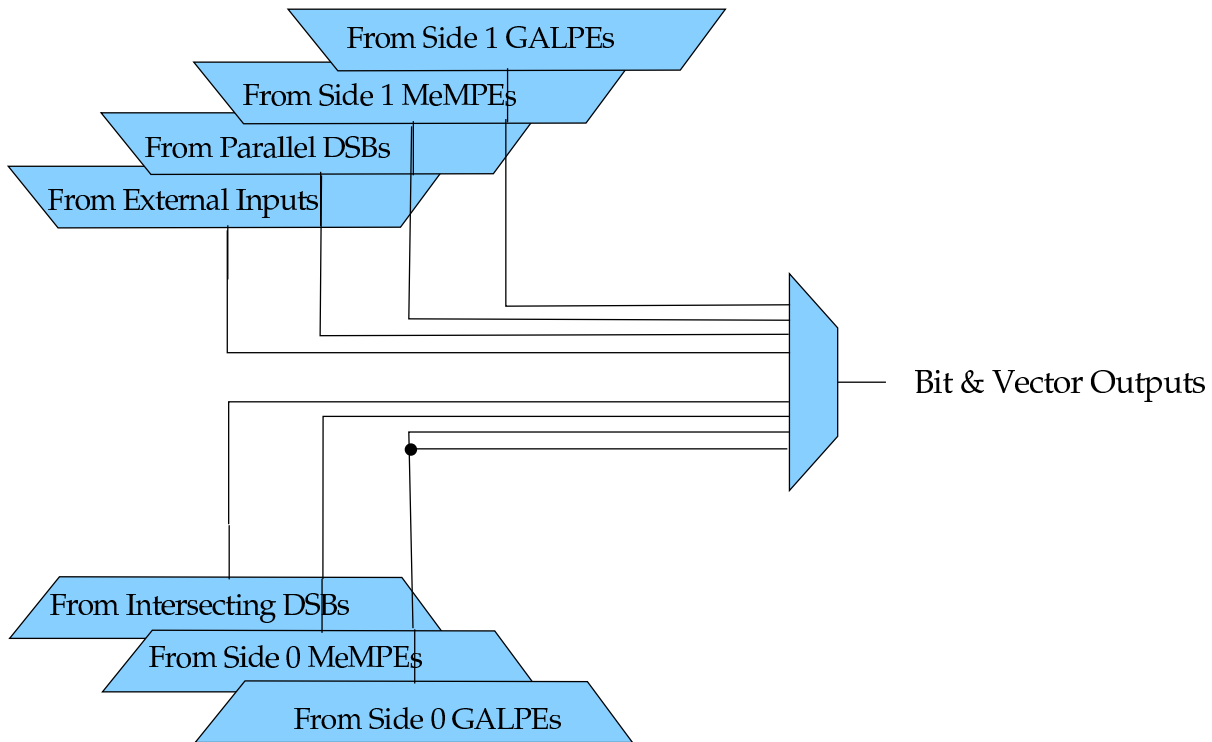 From Side 1 GALPEs
From Side 1 MeMPEs
From Parallel DSBs
From External Inputs
Bit & Vector Outputs
From Intersecting DSBs
From Side 0 MeMPEs
From Side 0 GALPEs